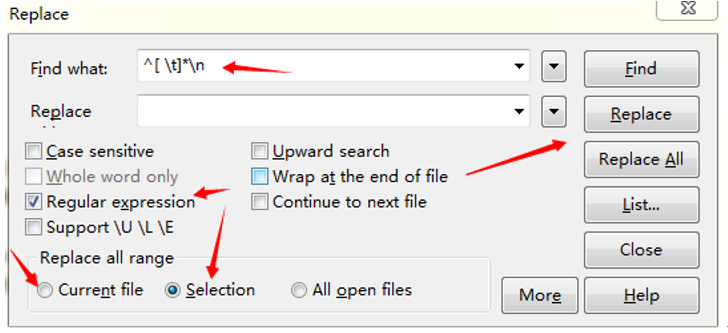 Replace
Find what:
^[ \t]*\n
Find
Replace
Replace
Case sensitive
Upward search
Replace All
Whole word only
Wrap at the end of file
Regular expression
Continue to next file
List...
Support \U \L \E
Replace all range
Close
Current file
Selection
All open files
More
Help